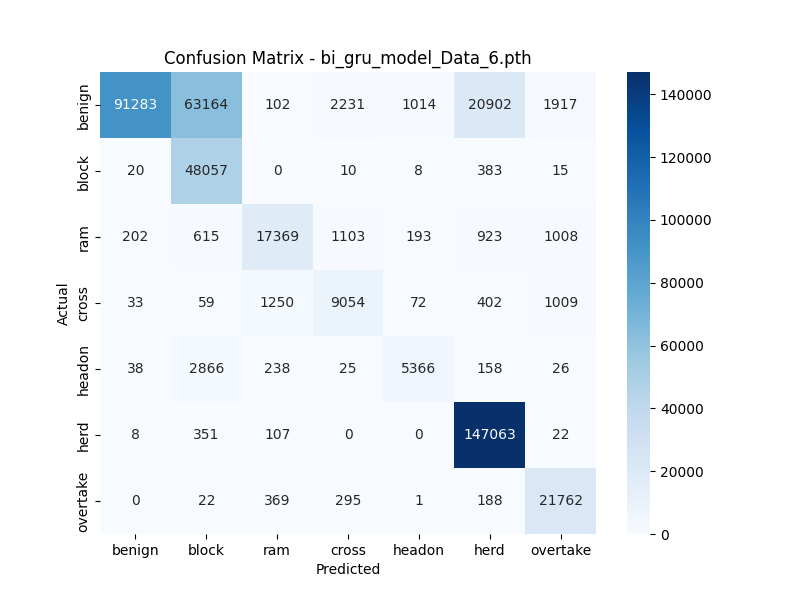 Confusion Matrix - bi_gru_model_Data_6.pth
benign 91283 63164 102 2231 1014 20902 1917
block 20 48057 0 10 8 383 15
ram 202 615 17369 1103 193 923 1008
cross 33 59 1250 9054 72 402 1009
headon 38 2866 238 25 5366 158 26
herd 8 351 107 0 0 147063 22
overtake 0 22 369 295 1 188 21762
benign block ram cross headon herd overtake
Predicted
Actual
140000
120000
100000
80000
60000
40000
20000
0